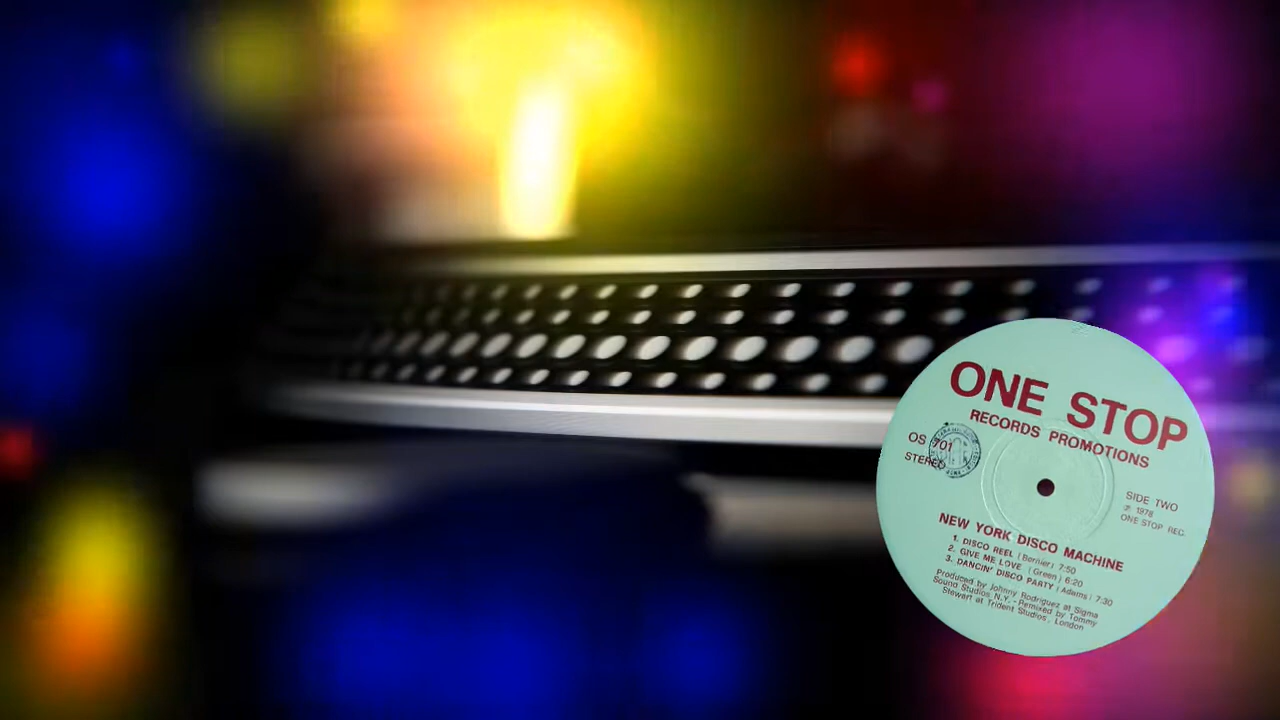 ONE STOP
RECORDS PROMOTIONS
OS 701
STEREO
SIDE TWO
℗ 1978
ONE STOP REC.
NEW YORK DISCO MACHINE
1. DISCO REEL (Bernier) 7:50
2. GIVE ME LOVE (Green) 6:20
3. DANCIN' DISCO PARTY (Adams) 7:30
Produced by Johnny Rodriguez at Sigma
Sound Studios N.Y. - Remixed by Tommy
Stewart at Trident Studios, London